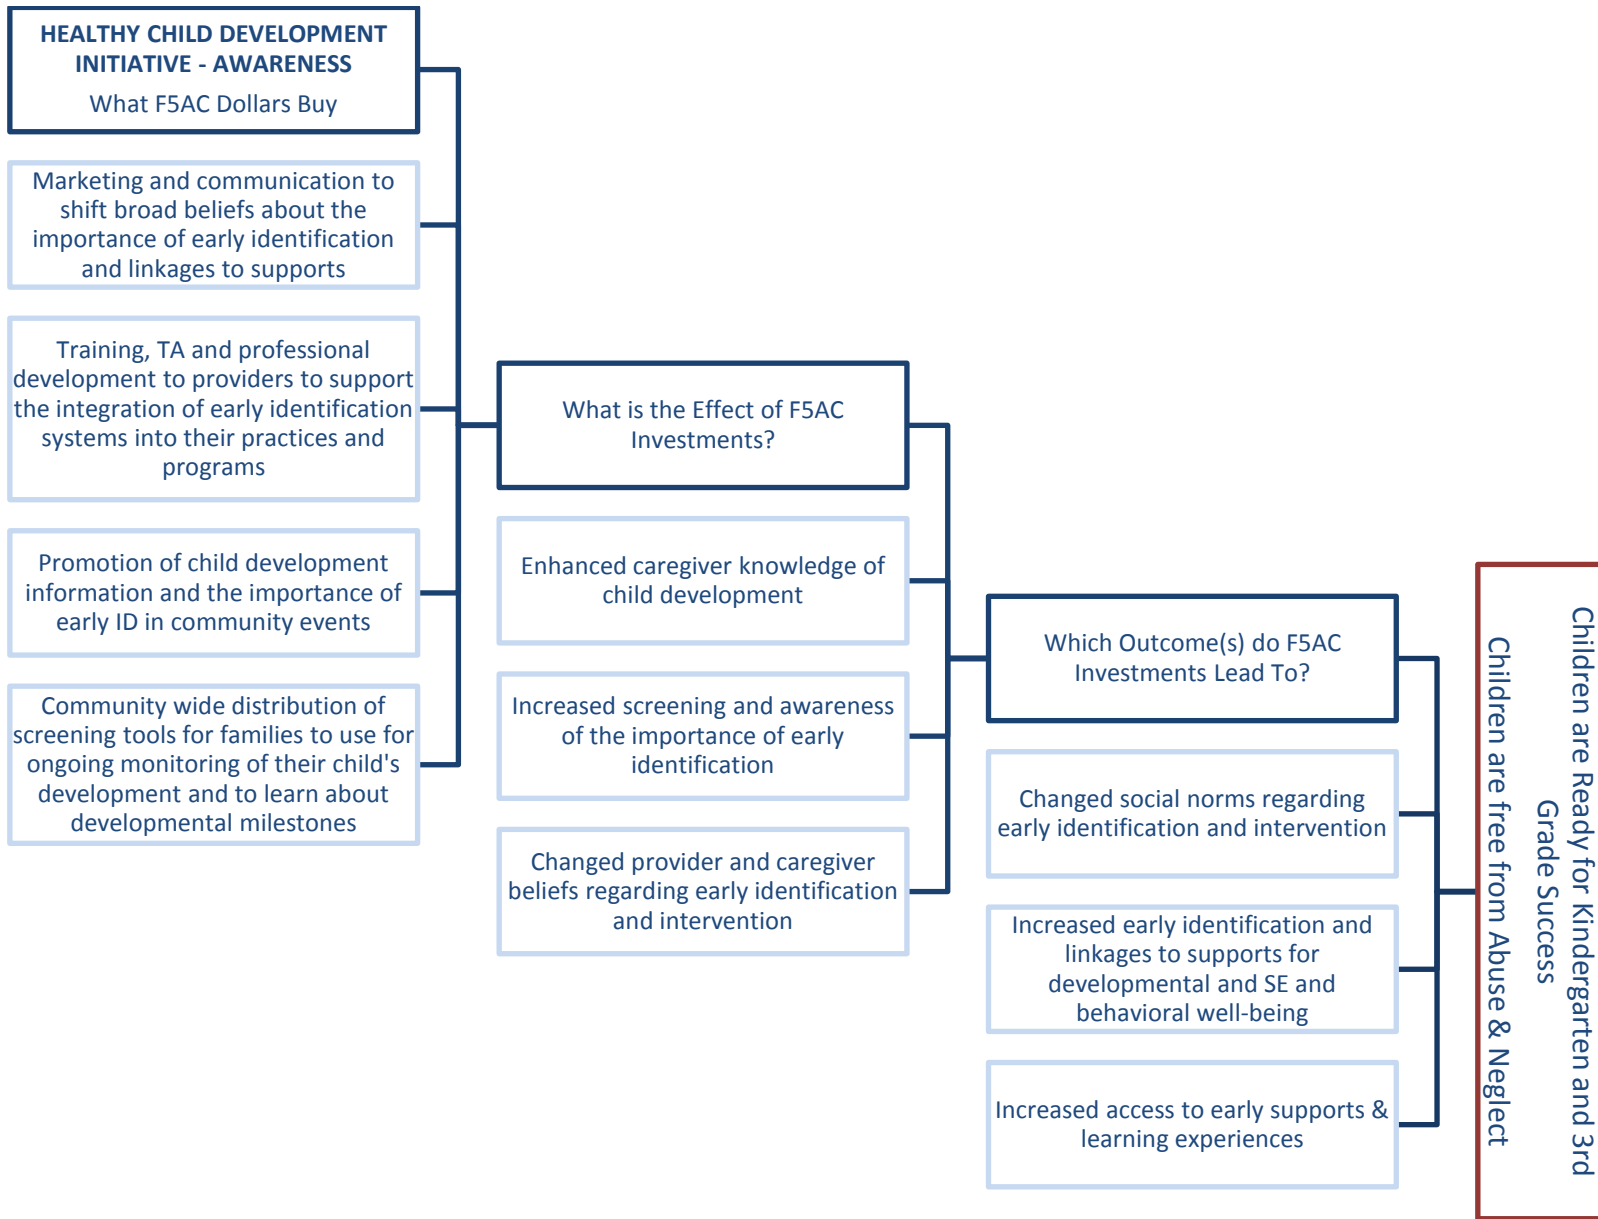 HEALTHY CHILD DEVELOPMENT
INITIATIVE - AWARENESS
What F5AC Dollars Buy
Marketing and communication to
shift broad beliefs about the
importance of early identification
and linkages to supports
Training, TA and professional
development to providers to support
the integration of early identification
systems into their practices and
programs
Promotion of child development
information and the importance of
early ID in community events
Community wide distribution of
screening tools for families to use for
ongoing monitoring of their child's
development and to learn about
developmental milestones
What is the Effect of F5AC
Investments?
Enhanced caregiver knowledge of
child development
Increased screening and awareness
of the importance of early
identification
Changed provider and caregiver
beliefs regarding early identification
and intervention
Which Outcome(s) do F5AC
Investments Lead To?
Changed social norms regarding
early identification and intervention
Increased early identification and
linkages to supports for
developmental and SE and
behavioral well-being
Increased access to early supports &
learning experiences
Children are Ready for Kindergarten and 3rd
Grade Success
Children are free from Abuse & Neglect